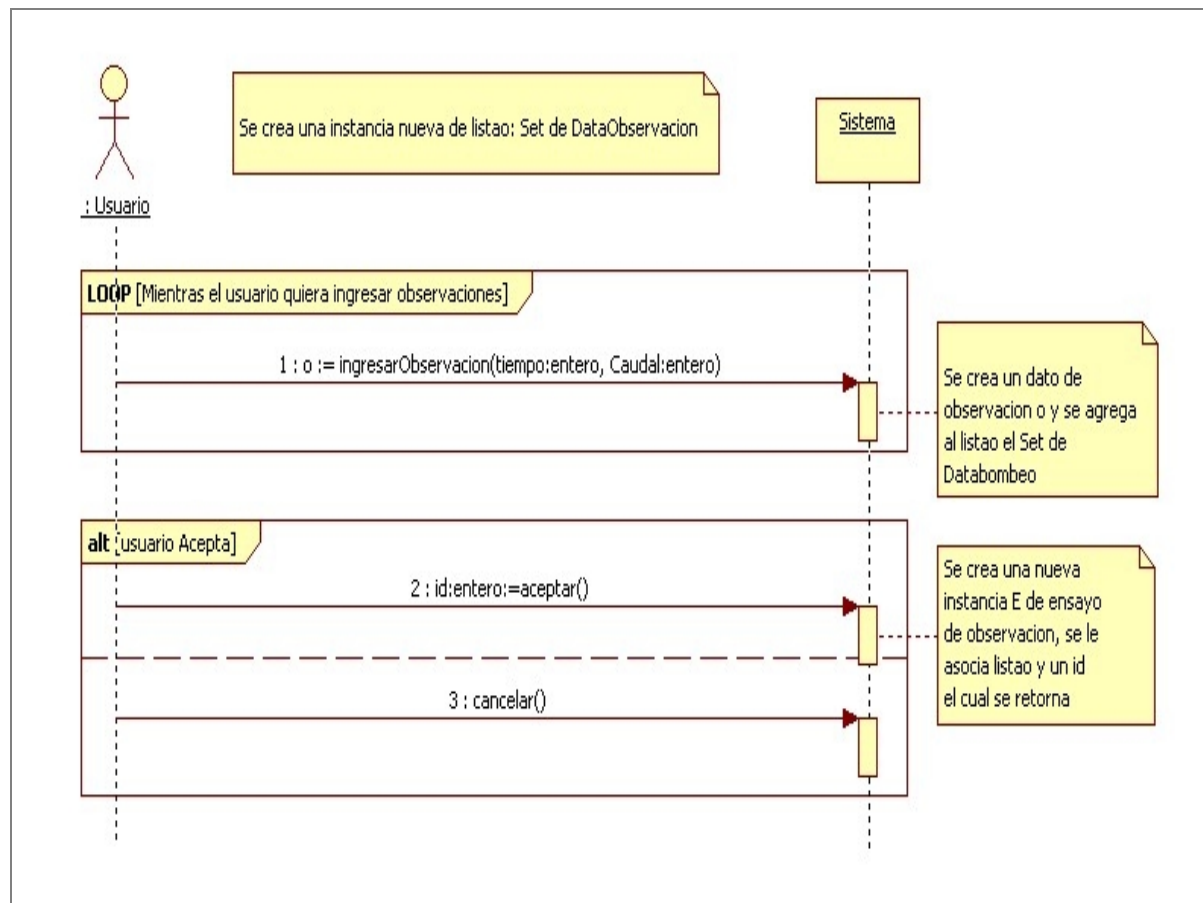 Se crea una instancia nueva de listao: Set de DataObservacion
Sistema
: Usuario
LOOP [Mientras el usuario quiera ingresar observaciones]
1 : o := ingresarObservacion(tiempo:entero, Caudal:entero)
Se crea un dato de
observacion o y se agrega
al listao el Set de
Databombeo
alt [usuario Acepta]
2 : id:entero:=aceptar()
Se crea una nueva
instancia E de ensayo
de observacion, se le
asocia listao y un id
el cual se retorna
3 : cancelar()